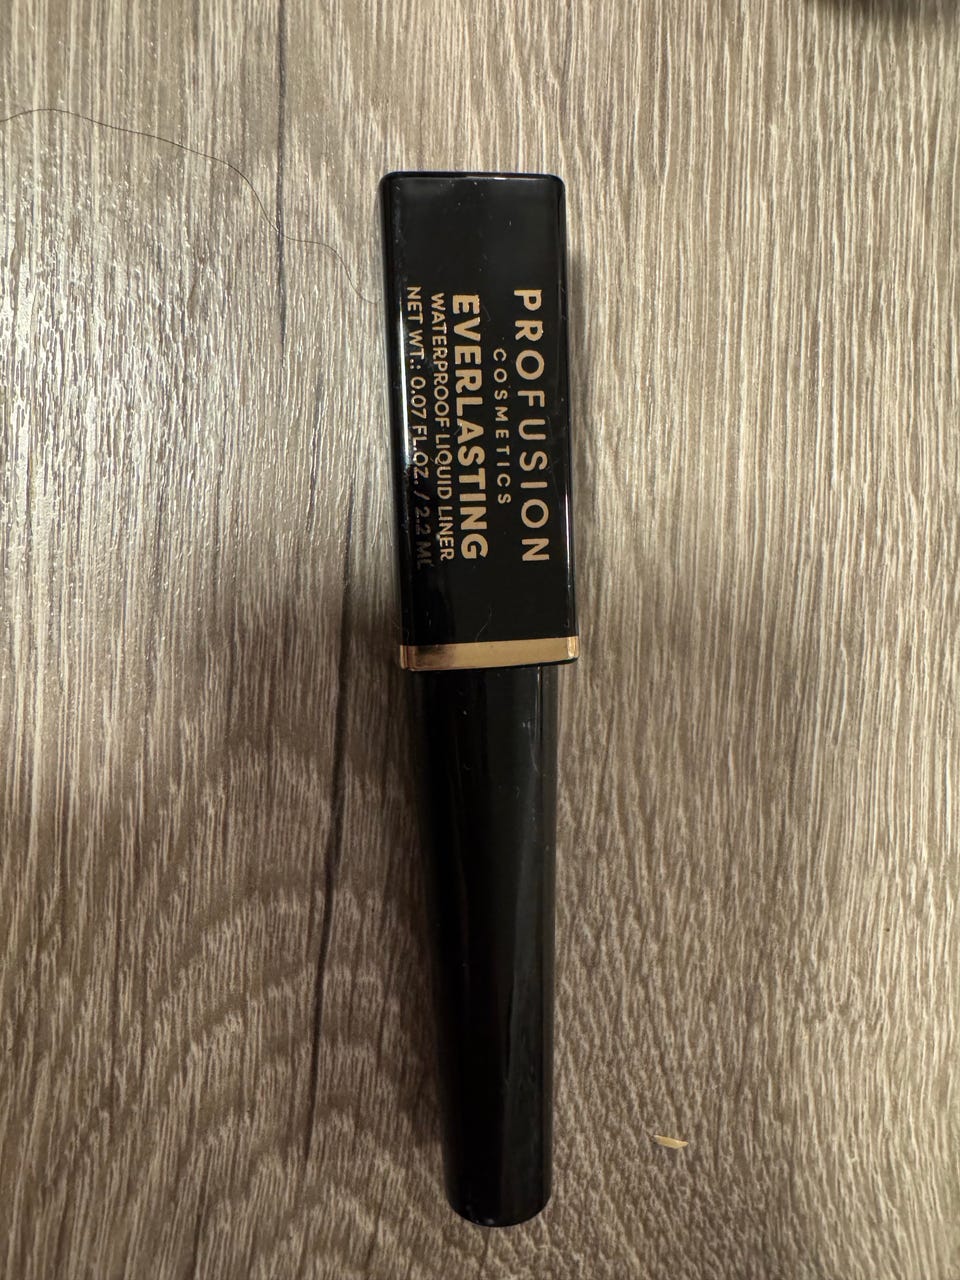 PROFUSION
COSMETICS
EVERLASTING
WATERPROOF LIQUID LINER
NET WT.: 0.07 FL.OZ. / 2.2 ML